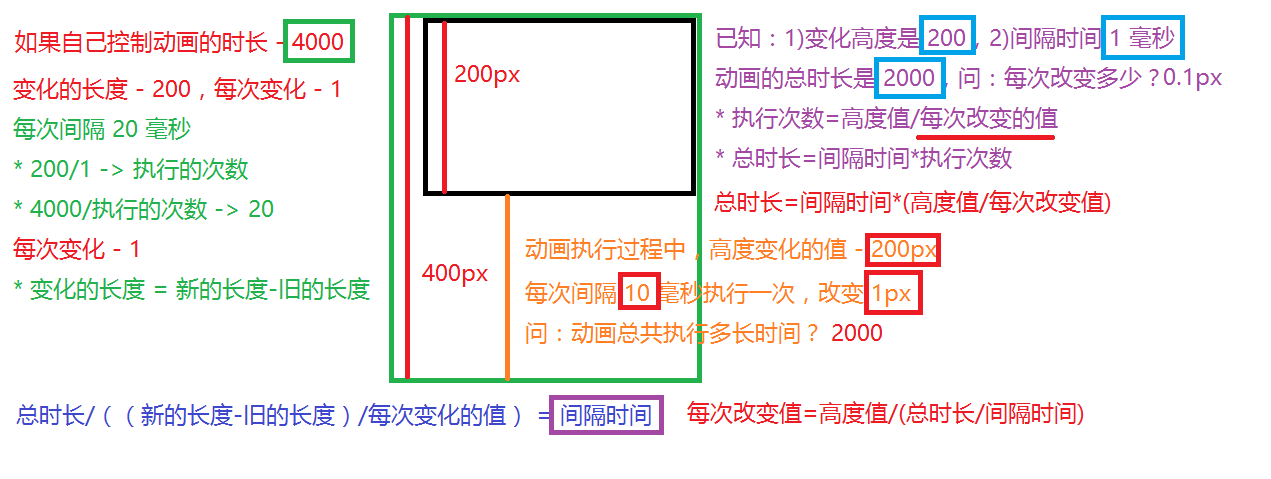 如果自己控制动画的时长 - 4000
变化的长度 - 200，每次变化 - 1
每次间隔 20 毫秒
* 200/1 -> 执行的次数
* 4000/执行的次数 -> 20
每次变化 - 1
* 变化的长度 = 新的长度-旧的长度
200px
400px
动画执行过程中，高度变化的值 - 200px
每次间隔 10 毫秒执行一次，改变 1px
问：动画总共执行多长时间？ 2000
已知：1)变化高度是 200，2)间隔时间 1 毫秒
动画的总时长是 2000，问：每次改变多少？0.1px
* 执行次数=高度值/每次改变的值
* 总时长=间隔时间*执行次数
总时长=间隔时间*(高度值/每次改变值)
总时长/（（新的长度-旧的长度）/每次变化的值） = 间隔时间
每次改变值=高度值/(总时长/间隔时间)